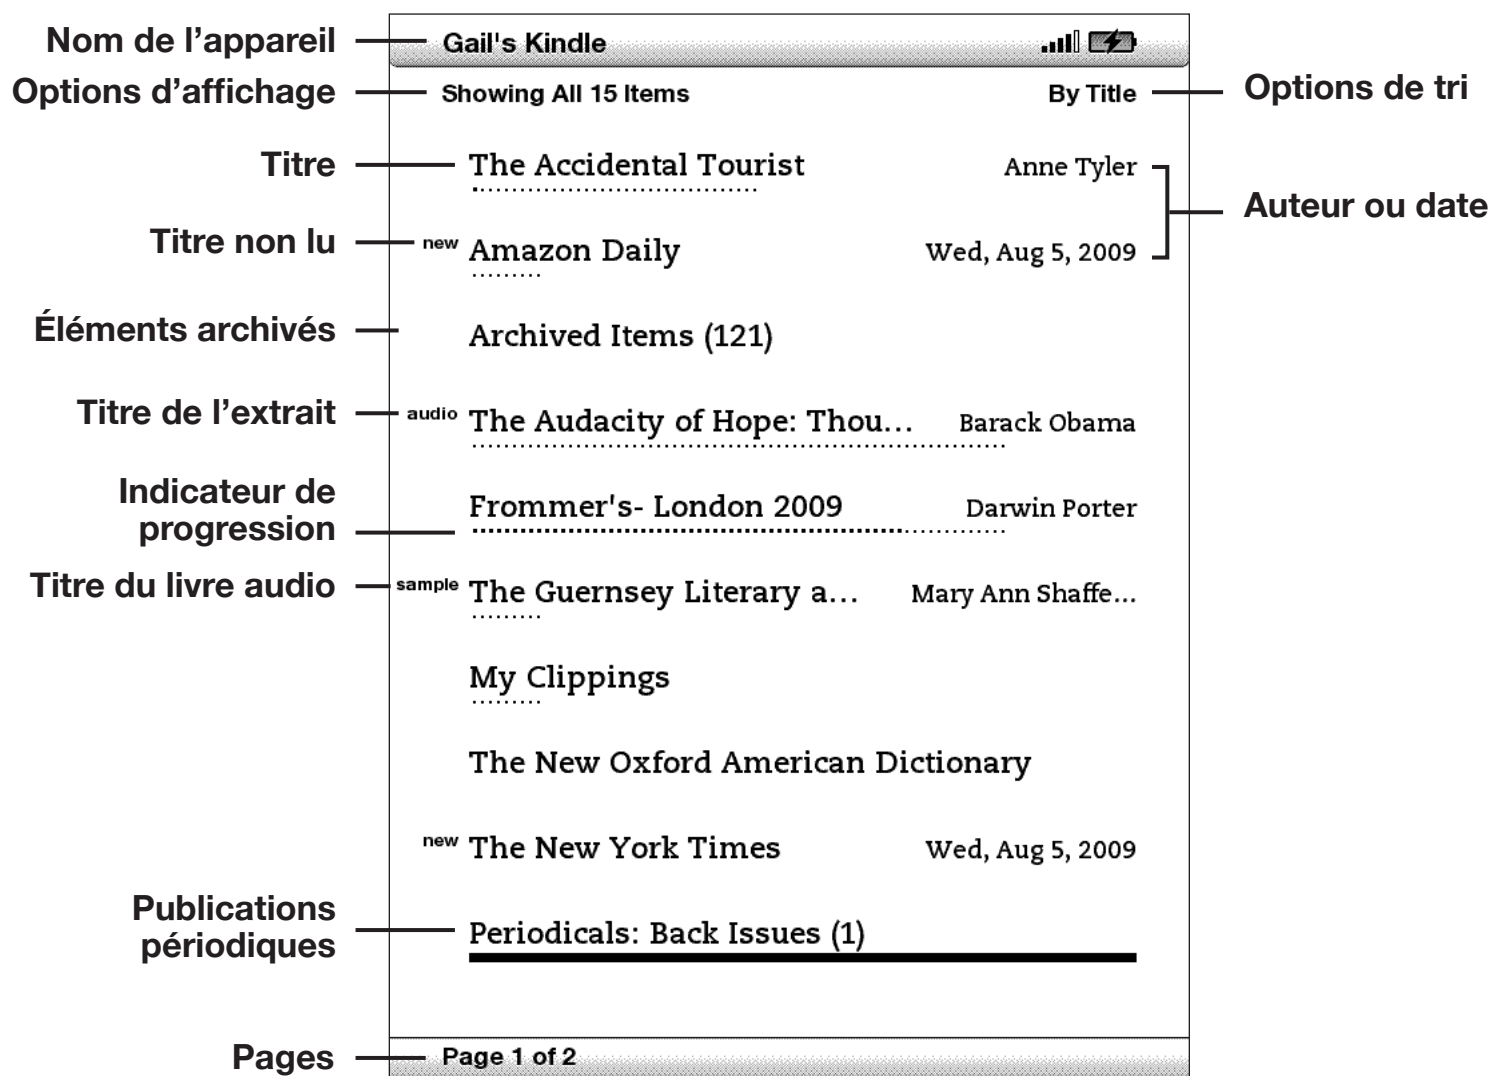 Nom de l’appareil
Gail's Kindle
Options d’affichage
Showing All 15 Items
By Title
Options de tri
Titre
The Accidental Tourist
Anne Tyler
Auteur ou date
Titre non lu
new
Amazon Daily
Wed, Aug 5, 2009
Éléments archivés
Archived Items (121)
Titre de l’extrait
audio
The Audacity of Hope: Thou...
Barack Obama
Indicateur de
progression
Frommer's- London 2009
Darwin Porter
Titre du livre audio
sample
The Guernsey Literary a...
Mary Ann Shaffe...
My Clippings
The New Oxford American Dictionary
new
The New York Times
Wed, Aug 5, 2009
Publications
périodiques
Periodicals: Back Issues (1)
Pages
Page 1 of 2